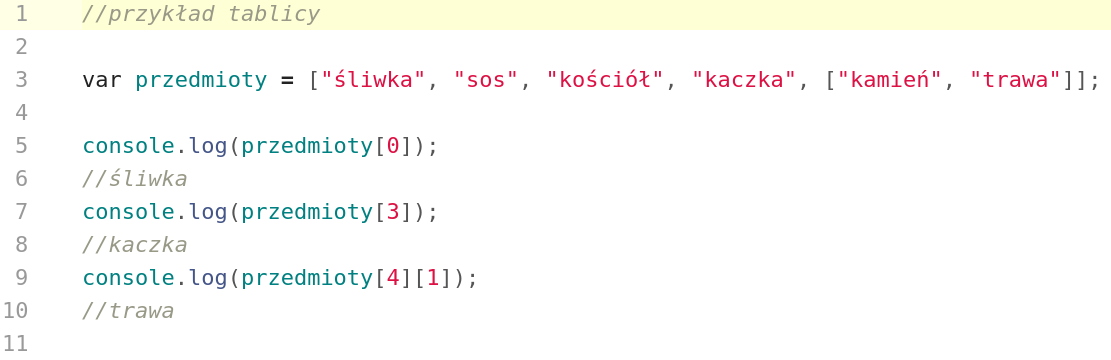 1 //przykład tablicy
2
3 var przedmioty = ["śliwka", "sos", "kościół", "kaczka", ["kamień", "trawa"]];
4
5 console.log(przedmioty[0]);
6 //śliwka
7 console.log(przedmioty[3]);
8 //kaczka
9 console.log(przedmioty[4][1]);
10 //trawa
11